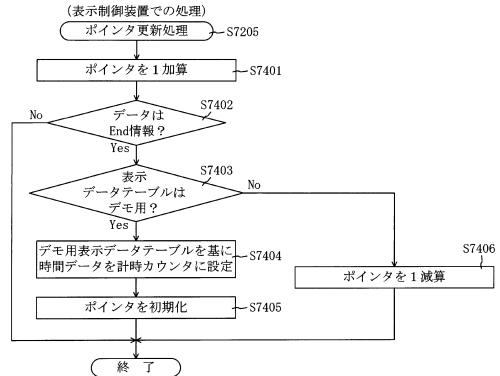 (表示制御装置での処理)
ポインタ更新処理
S7205
ポインタを1加算
S7401
S7402
データは
End情報？
No
Yes
S7403
表示
データテーブルは
デモ用？
No
Yes
デモ用表示データテーブルを基に
時間データを計時カウンタに設定
S7404
S7406
ポインタを1減算
ポインタを初期化
S7405
終 了